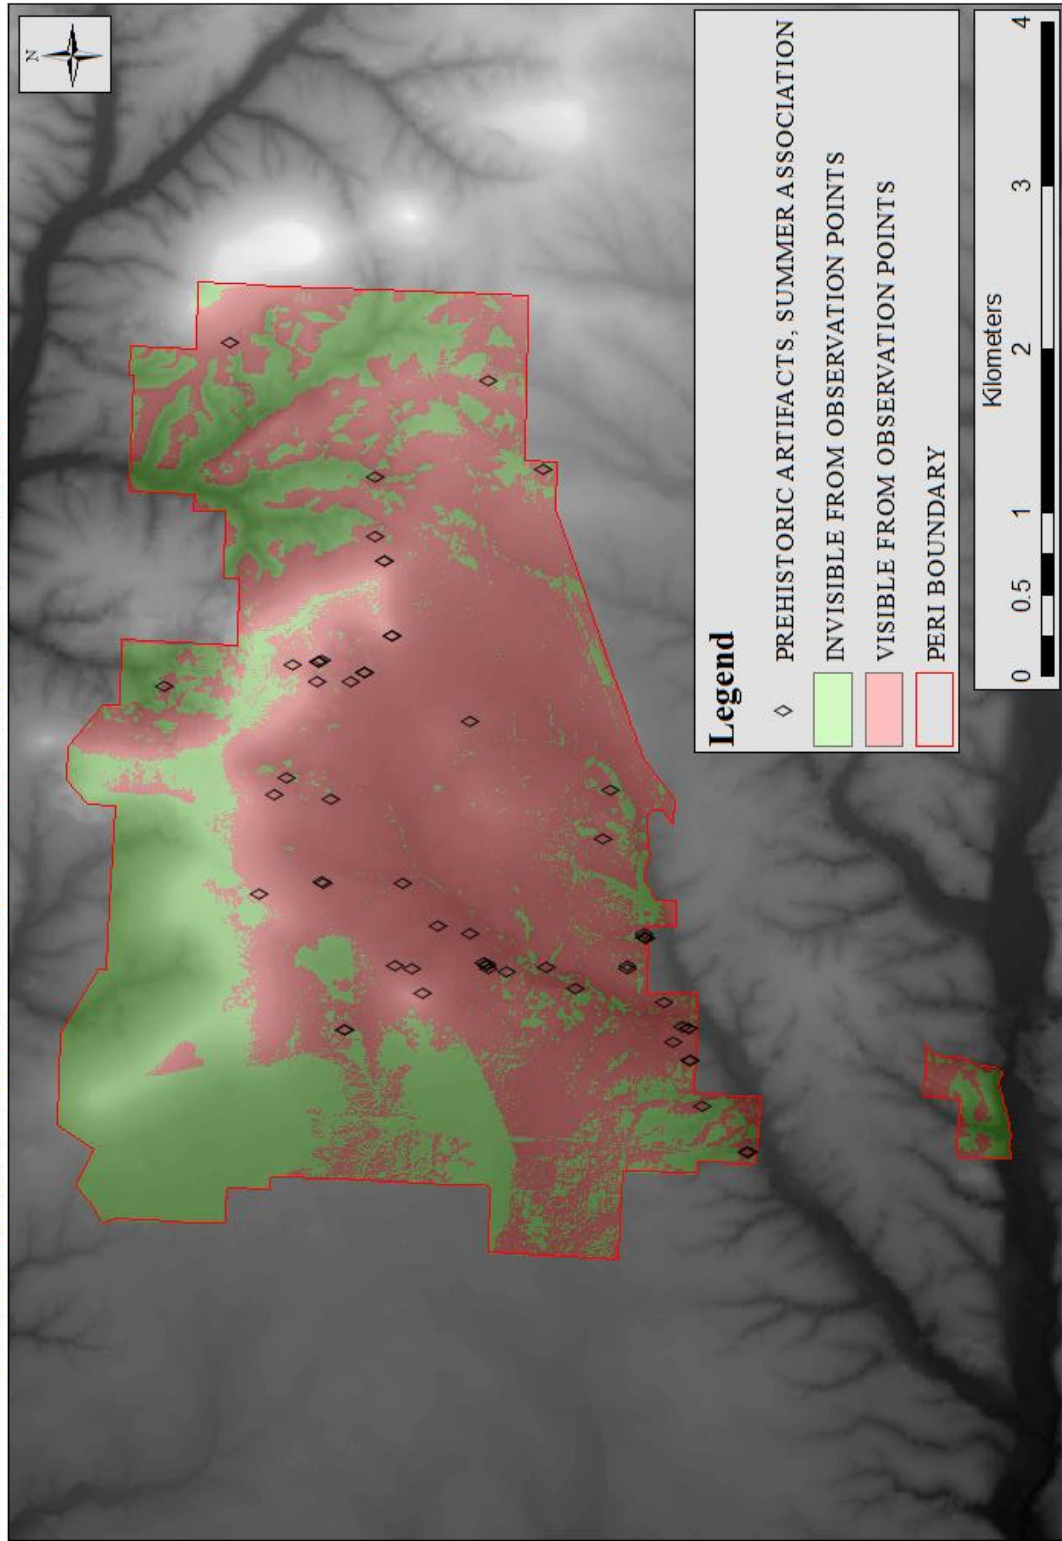 N
Legend
PREHISTORIC ARTIFACTS, SUMMER ASSOCIATION
INVISIBLE FROM OBSERVATION POINTS
VISIBLE FROM OBSERVATION POINTS
PERI BOUNDARY
Kilometers
0 0.5 1 2 3 4